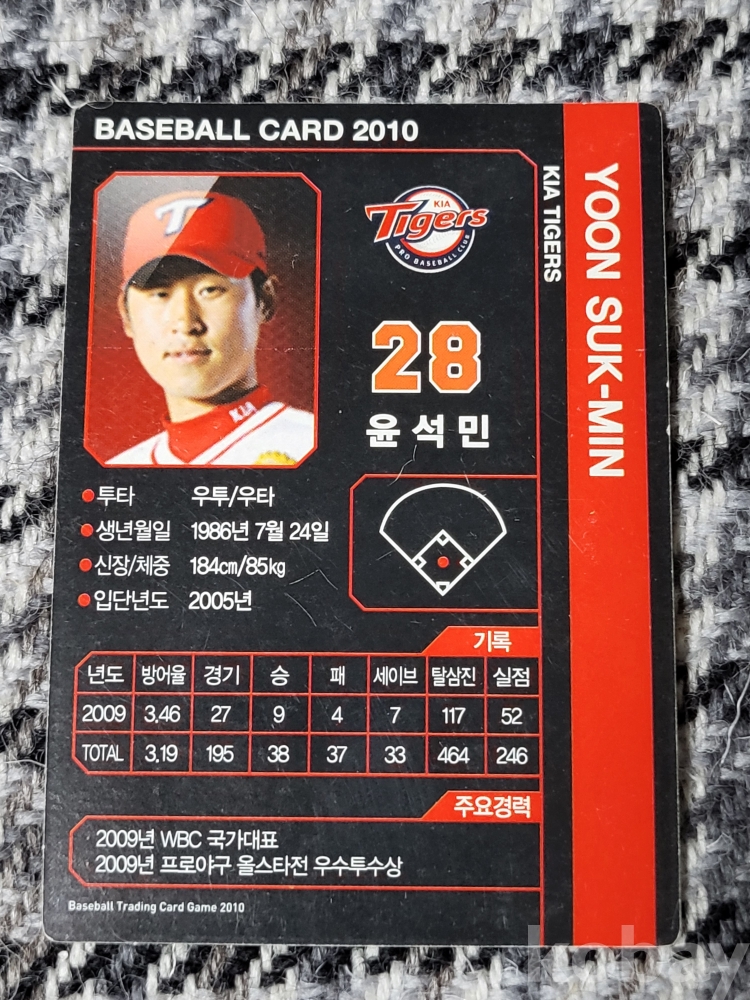 BASEBALL CARD 2010
YOON SUK-MIN
KIA TIGERS
T
KIA
Tigers
PRO BASEBALL CLUB
KIA
28
윤석민
투타 우투/우타
생년월일 1986년 7월 24일
신장/체중 184cm/85kg
입단년도 2005년
기록
년도 방어율 경기 승 패 세이브 탈삼진 실점
2009 3.46 27 9 4 7 117 52
TOTAL 3.19 195 38 37 33 464 246
주요경력
2009년 WBC 국가대표
2009년 프로야구 올스타전 우수투수상
Baseball Trading Card Game 2010
kobay